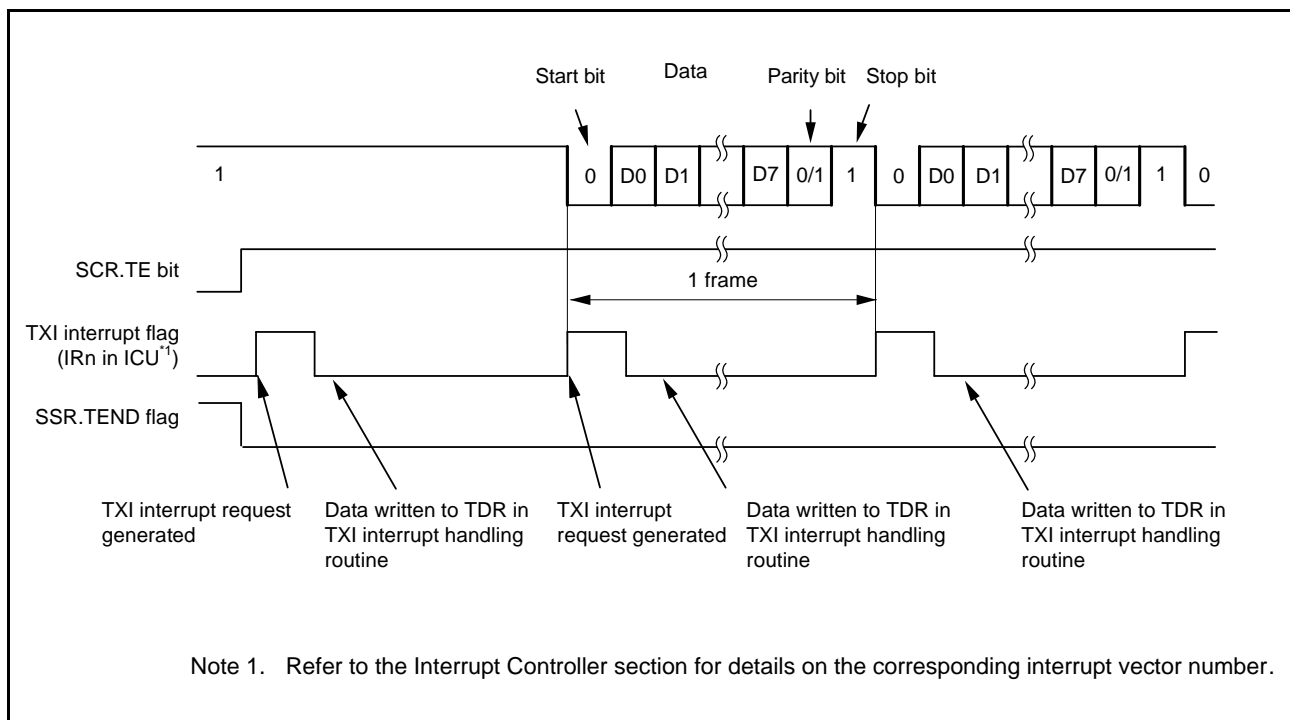 Start bit
Data
Parity bit
Stop bit
1
0
D0
D1
D7
0/1
1
0
D0
D1
D7
0/1
1
0
SCR.TE bit
1 frame
TXI interrupt flag
(IRn in ICU*1)
SSR.TEND flag
TXI interrupt request
generated
Data written to TDR in
TXI interrupt handling
routine
TXI interrupt
request generated
Data written to TDR in
TXI interrupt handling
routine
Data written to TDR in
TXI interrupt handling
routine
Note 1. Refer to the Interrupt Controller section for details on the corresponding interrupt vector number.